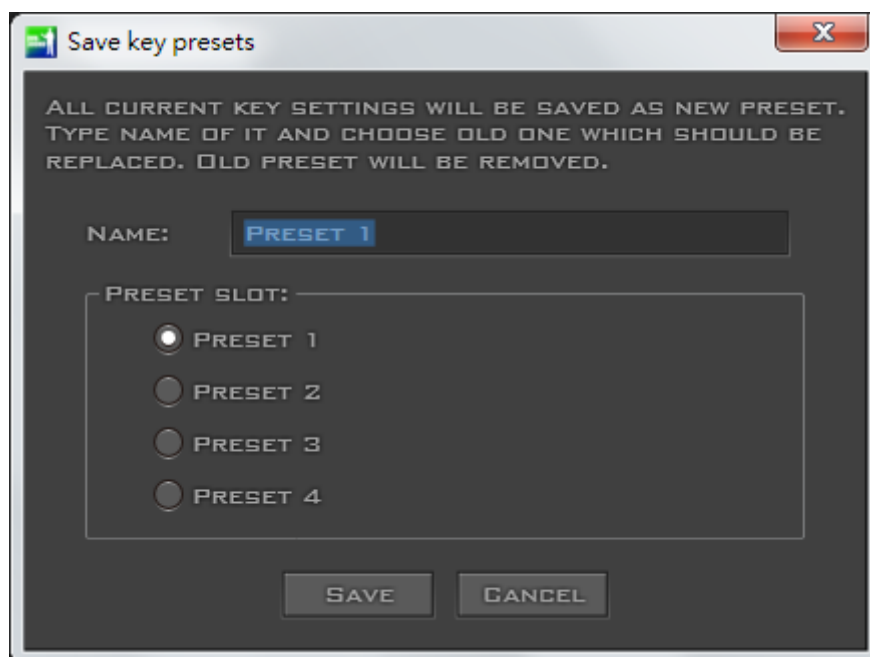 Save key presets
All current key settings will be saved as new preset.
Type name of it and choose old one which should be
replaced. Old preset will be removed.
Name: Preset 1
Preset slot:
Preset 1
Preset 2
Preset 3
Preset 4
Save Cancel